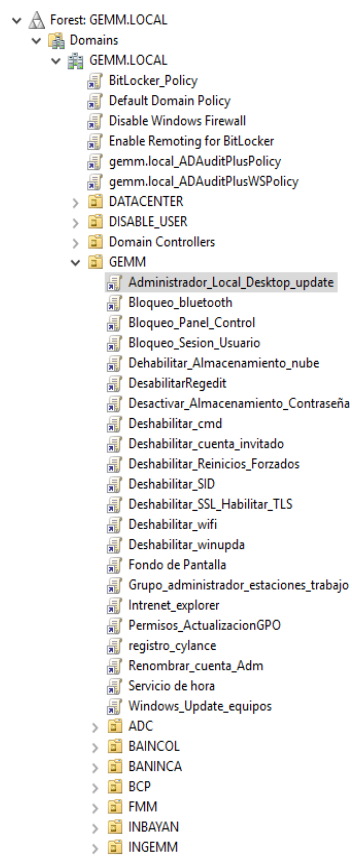 Forest: GEMM.LOCAL
Domains
GEMM.LOCAL
BitLocker_Policy
Default Domain Policy
Disable Windows Firewall
Enable Remoting for BitLocker
gemm.local_ADAuditPlusPolicy
gemm.local_ADAuditPlusWSPolicy
DATACENTER
DISABLE_USER
Domain Controllers
GEMM
Administrador_Local_Desktop_update
Bloqueo_bluetooth
Bloqueo_Panel_Control
Bloqueo_Sesion_Usuario
Dehabilitar_Almacenamiento_nube
DesabilitarRegedit
Desactivar_Almacenamiento_Contraseña
Deshabilitar_cmd
Deshabilitar_cuenta_invitado
Deshabilitar_Reinicios_Forzados
Deshabilitar_SID
Deshabilitar_SSL_Habilitar_TLS
Deshabilitar_wifi
Deshabilitar_winupda
Fondo de Pantalla
Grupo_administrador_estaciones_trabajo
Intrenet_explorer
Permisos_ActualizacionGPO
registro_cylance
Renombrar_cuenta_Adm
Servicio de hora
Windows_Update_equipos
ADC
BAINCOL
BANINCA
BCP
FMM
INBAYAN
INGEMM